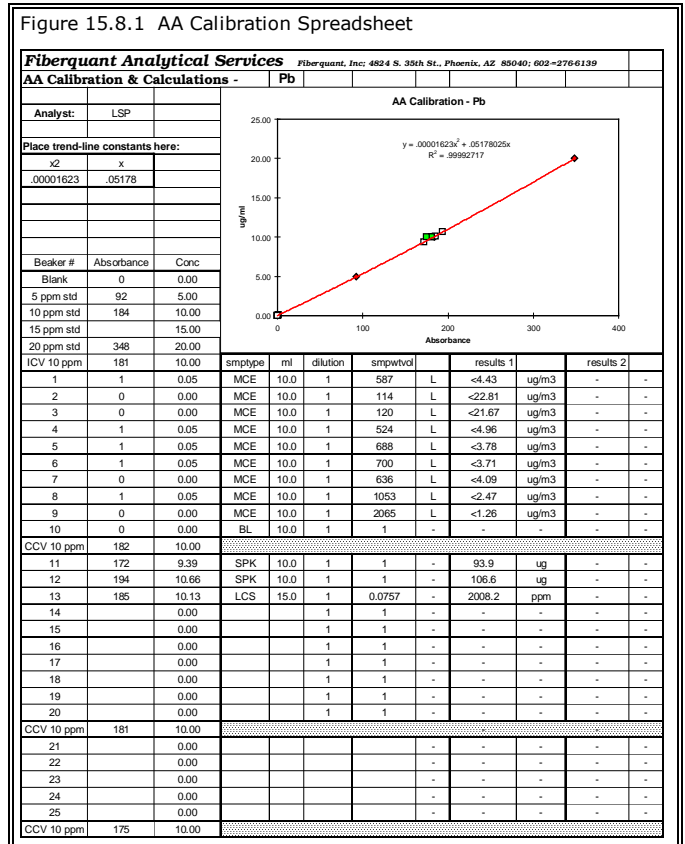 Figure 15.8.1 AA Calibration Spreadsheet
Fiberquant Analytical Services Fiberquant, Inc; 4824 S. 35th St., Phoenix, AZ 85040; 602-=276-6139
AA Calibration & Calculations - Pb
Analyst: LSP
Place trend-line constants here:
x2 x
.00001623 .05178
AA Calibration - Pb
y = .00001623x² + .05178025x
R² = .99992717
ug/ml
25.00
20.00
15.00
10.00
5.00
0.00
0 100 200 300 400
Absorbance
Beaker # Absorbance Conc
Blank 0 0.00
5 ppm std 92 5.00
10 ppm std 184 10.00
15 ppm std 15.00
20 ppm std 348 20.00
ICV 10 ppm 181 10.00 smptype ml dilution smpwtvol results 1 results 2
1 1 0.05 MCE 10.0 1 587 L <4.43 ug/m3 - -
2 0 0.00 MCE 10.0 1 114 L <22.81 ug/m3 - -
3 0 0.00 MCE 10.0 1 120 L <21.67 ug/m3 - -
4 1 0.05 MCE 10.0 1 524 L <4.96 ug/m3 - -
5 1 0.05 MCE 10.0 1 688 L <3.78 ug/m3 - -
6 1 0.05 MCE 10.0 1 700 L <3.71 ug/m3 - -
7 0 0.00 MCE 10.0 1 636 L <4.09 ug/m3 - -
8 1 0.05 MCE 10.0 1 1053 L <2.47 ug/m3 - -
9 0 0.00 MCE 10.0 1 2065 L <1.26 ug/m3 - -
10 0 0.00 BL 10.0 1 1 - - - - -
CCV 10 ppm 182 10.00
11 172 9.39 SPK 10.0 1 1 - 93.9 ug - -
12 194 10.66 SPK 10.0 1 1 - 106.6 ug - -
13 185 10.13 LCS 15.0 1 0.0757 - 2008.2 ppm - -
14 0.00 1 1 - - - - -
15 0.00 1 1 - - - - -
16 0.00 1 1 - - - - -
17 0.00 1 1 - - - - -
18 0.00 1 1 - - - - -
19 0.00 1 1 - - - - -
20 0.00 1 1 - - - - -
CCV 10 ppm 181 10.00 - -
21 0.00 - - - - -
22 0.00 - - - - -
23 0.00 - - - - -
24 0.00 - - - - -
25 0.00 - - - - -
CCV 10 ppm 175 10.00